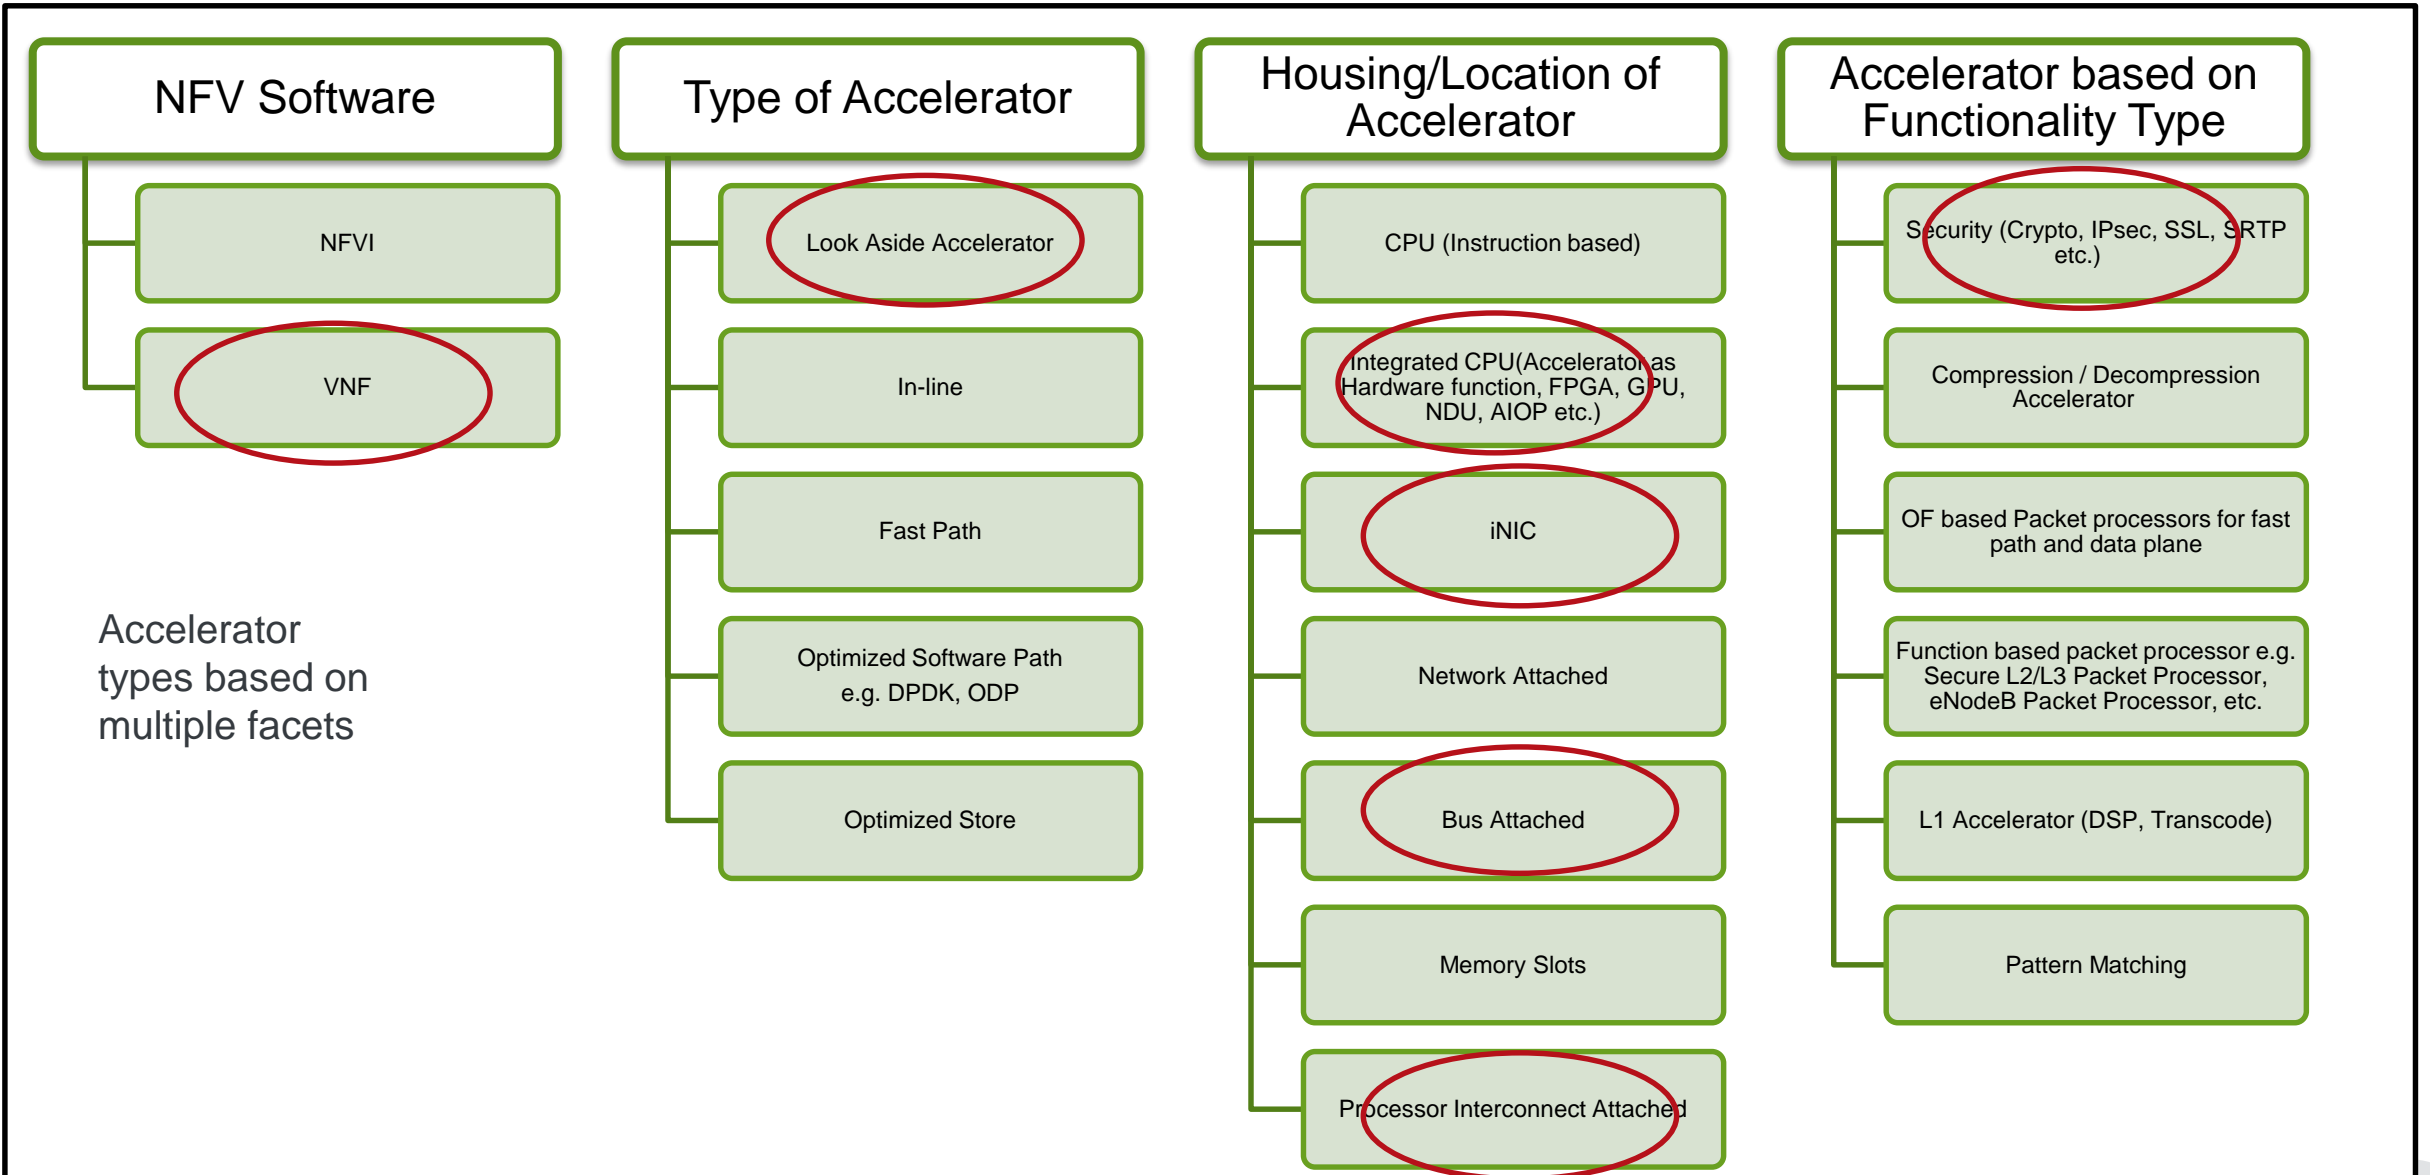 NFV Software
NFVI
VNF
Accelerator
types based on
multiple facets
Type of Accelerator
Look Aside Accelerator
In-line
Fast Path
Optimized Software Path
e.g. DPDK, ODP
Optimized Store
Housing/Location of
Accelerator
CPU (Instruction based)
Integrated CPU(Accelerator as
Hardware function, FPGA, GPU,
NDU, AIOP etc.)
iNIC
Network Attached
Bus Attached
Memory Slots
Processor Interconnect Attached
Accelerator based on
Functionality Type
Security (Crypto, IPsec, SSL, SRTP
etc.)
Compression / Decompression
Accelerator
OF based Packet processors for fast
path and data plane
Function based packet processor e.g.
Secure L2/L3 Packet Processor,
eNodeB Packet Processor, etc.
L1 Accelerator (DSP, Transcode)
Pattern Matching